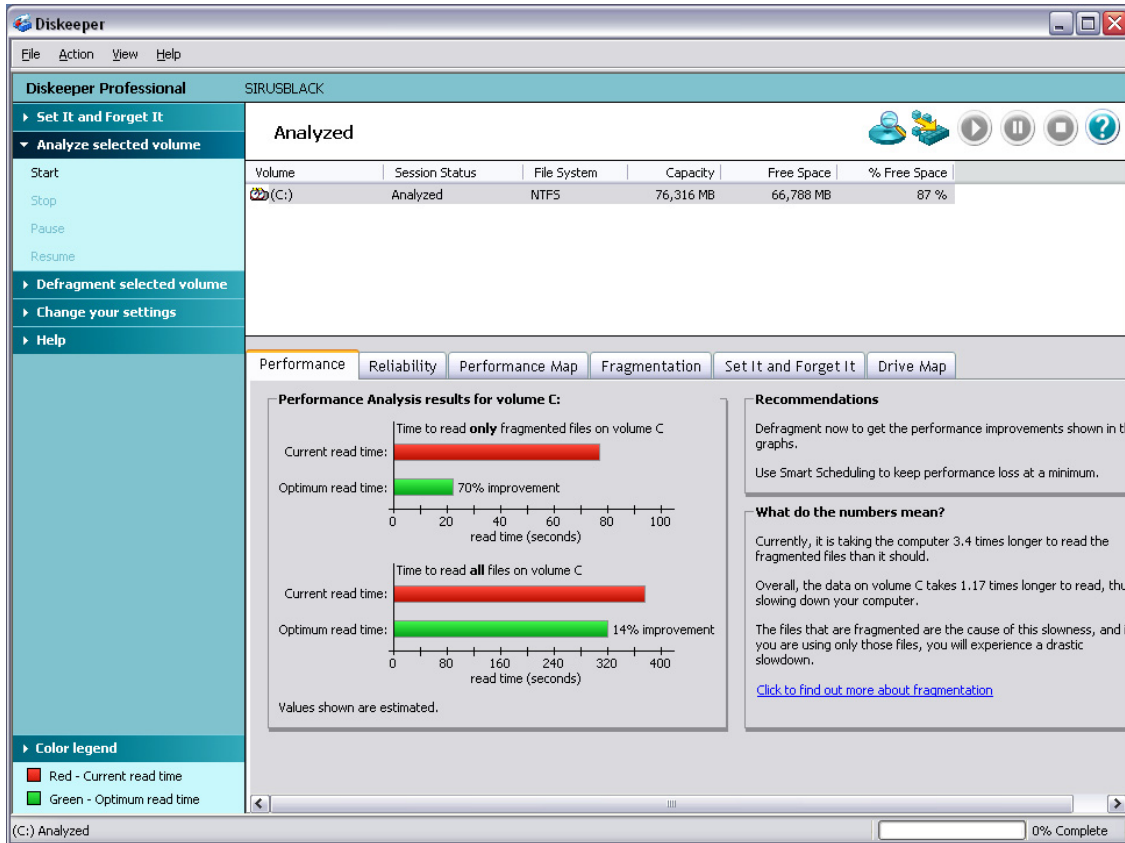 Diskeeper
File Action View Help
Diskeeper Professional SIRUSBLACK
Set It and Forget It
Analyze selected volume
Start
Stop
Pause
Resume
Defragment selected volume
Change your settings
Help
Analyzed
Volume Session Status File System Capacity Free Space % Free Space
(C:) Analyzed NTFS 76,316 MB 66,788 MB 87 %
Performance Reliability Performance Map Fragmentation Set It and Forget It Drive Map
Performance Analysis results for volume C:
Time to read only fragmented files on volume C
Current read time:
Optimum read time: 70% improvement
0 20 40 60 80 100
read time (seconds)
Time to read all files on volume C
Current read time:
Optimum read time: 14% improvement
0 80 160 240 320 400
read time (seconds)
Values shown are estimated.
Recommendations
Defragment now to get the performance improvements shown in
graphs.
Use Smart Scheduling to keep performance loss at a minimum.
What do the numbers mean?
Currently, it is taking the computer 3.4 times longer to read the
fragmented files than it should.
Overall, the data on volume C takes 1.17 times longer to read,
slowing down your computer.
The files that are fragmented are the cause of this slowness, and
you are using only those files, you will experience a drastic
slowdown.
Click to find out more about fragmentation
Color legend
Red - Current read time
Green - Optimum read time
(C:) Analyzed 0% Complete